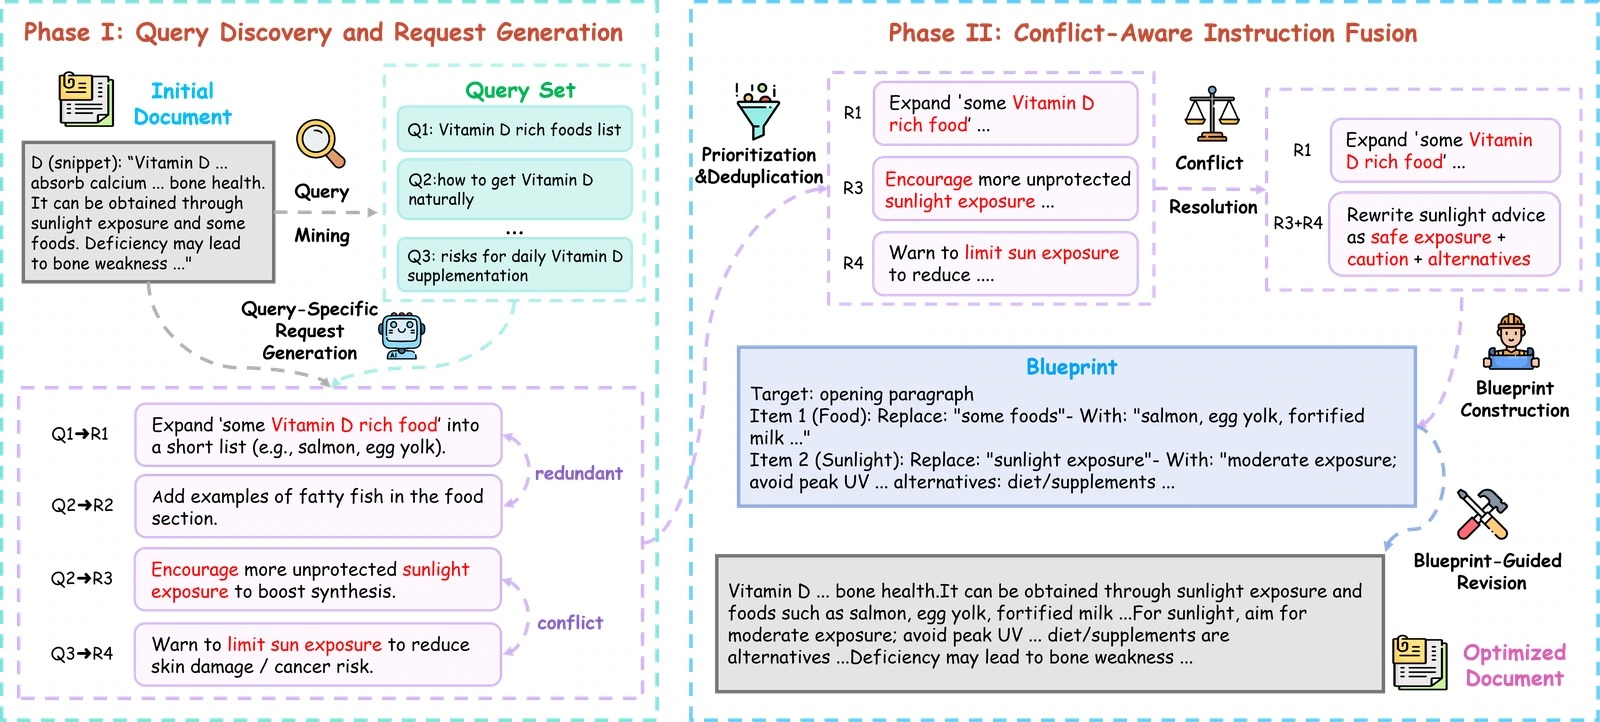 Phase I: Query Discovery and Request Generation
Initial
Document
D (snippet): “Vitamin D ...
absorb calcium ... bone health.
It can be obtained through
sunlight exposure and some
foods. Deficiency may lead
to bone weakness ..."
Query
Mining
Query Set
Q1: Vitamin D rich foods list
Q2:how to get Vitamin D
naturally
...
Q3: risks for daily Vitamin D
supplementation
Query-Specific
Request
Generation
AI
Q1➔R1
Expand ‘some Vitamin D rich food’ into
a short list (e.g., salmon, egg yolk).
Q2➔R2
Add examples of fatty fish in the food
section.
redundant
Q2➔R3
Encourage more unprotected sunlight
exposure to boost synthesis.
Q3➔R4
Warn to limit sun exposure to reduce
skin damage / cancer risk.
conflict
Phase II: Conflict-Aware Instruction Fusion
Prioritization
&Deduplication
R1
Expand 'some Vitamin D
rich food’ ...
R3
Encourage more unprotected
sunlight exposure ...
R4
Warn to limit sun exposure
to reduce ....
Conflict
Resolution
R1
Expand 'some Vitamin
D rich food’ ...
R3+R4
Rewrite sunlight advice
as safe exposure +
caution + alternatives
Blueprint
Construction
Blueprint
Target: opening paragraph
Item 1 (Food): Replace: "some foods"- With: "salmon, egg yolk, fortified
milk ..."
Item 2 (Sunlight): Replace: "sunlight exposure"- With: "moderate exposure;
avoid peak UV ... alternatives: diet/supplements ...
Blueprint-Guided
Revision
Vitamin D ... bone health.It can be obtained through sunlight exposure and
foods such as salmon, egg yolk, fortified milk ...For sunlight, aim for
moderate exposure; avoid peak UV ... diet/supplements are
alternatives ...Deficiency may lead to bone weakness ...
Optimized
Document